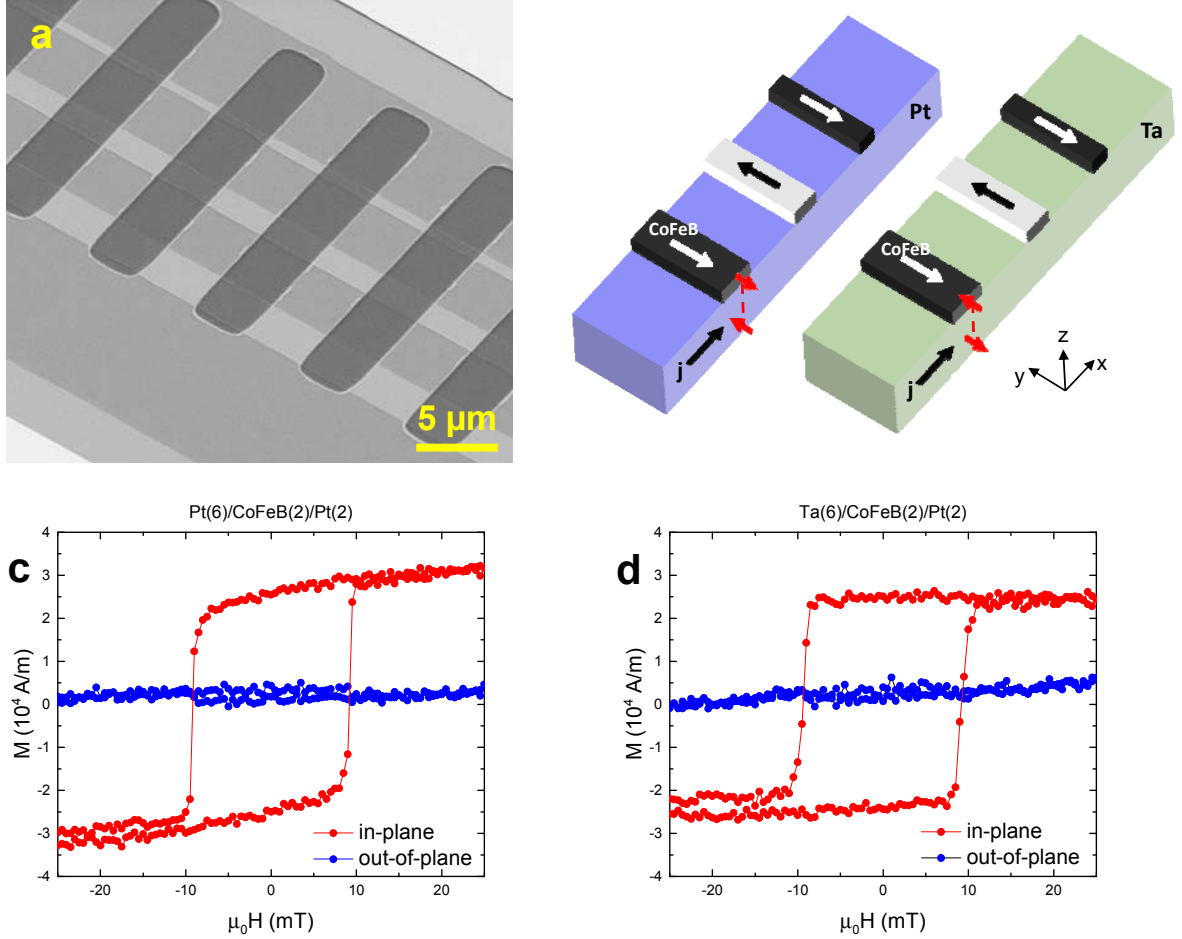 a
5 μm
Pt
Ta
CoFeB
CoFeB
j
j
z
y
x
Pt(6)/CoFeB(2)/Pt(2)
c
4
3
2
1
0
-1
-2
-3
-4
M (10⁴ A/m)
in-plane
out-of-plane
-20
-10
0
10
20
μ₀H (mT)
Ta(6)/CoFeB(2)/Pt(2)
d
4
3
2
1
0
-1
-2
-3
-4
M (10⁴ A/m)
in-plane
out-of-plane
-20
-10
0
10
20
μ₀H (mT)